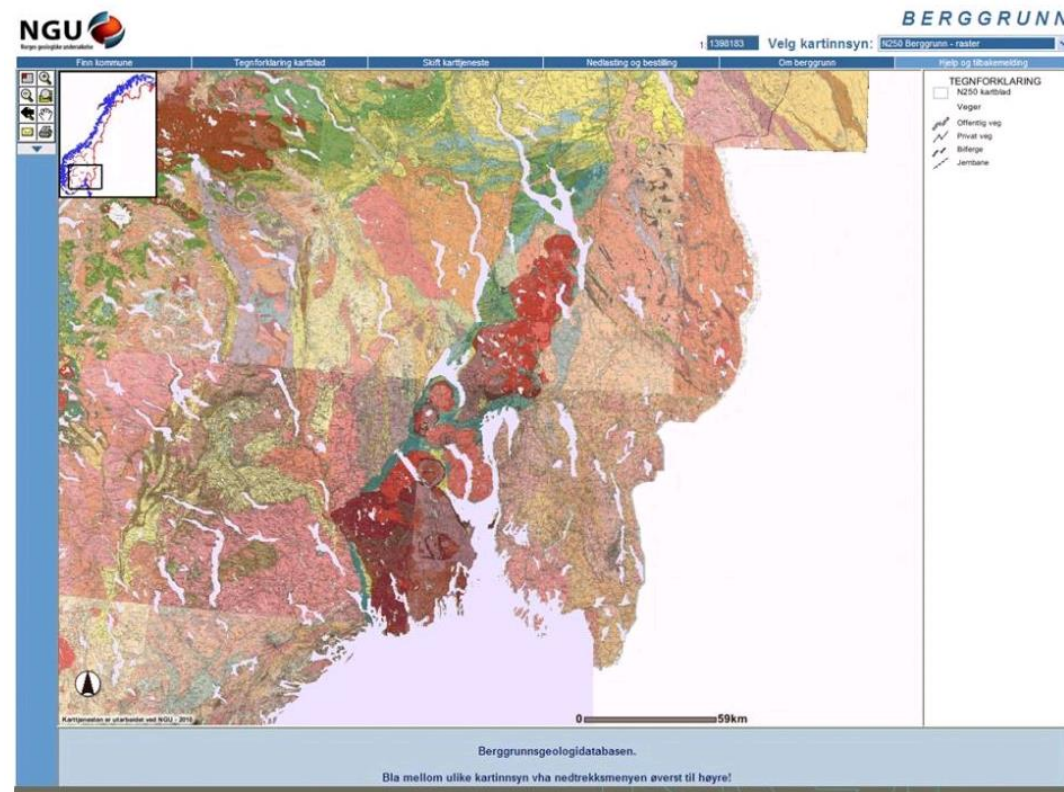 NGU
Norges geologiske undersøkelse
BERGGRUNN
1: 1398183 Velg kartinnsyn: N250 Berggrunn - raster
Finn kommune Tegnforklaring kartblad Skift karttjeneste Nedlasting og bestilling Om berggrunn Hjelp og tilbakemelding
TEGNFORKLARING
N250 kartblad
Veger
Offentlig veg
Privat veg
Bilferge
Jernbane
Karttjenesten er utarbeidet ved NGU - 2010
0 59km
Berggrunnsgeologidatabasen.
Bla mellom ulike kartinnsyn vha nedtrekksmenyen øverst til høyre!